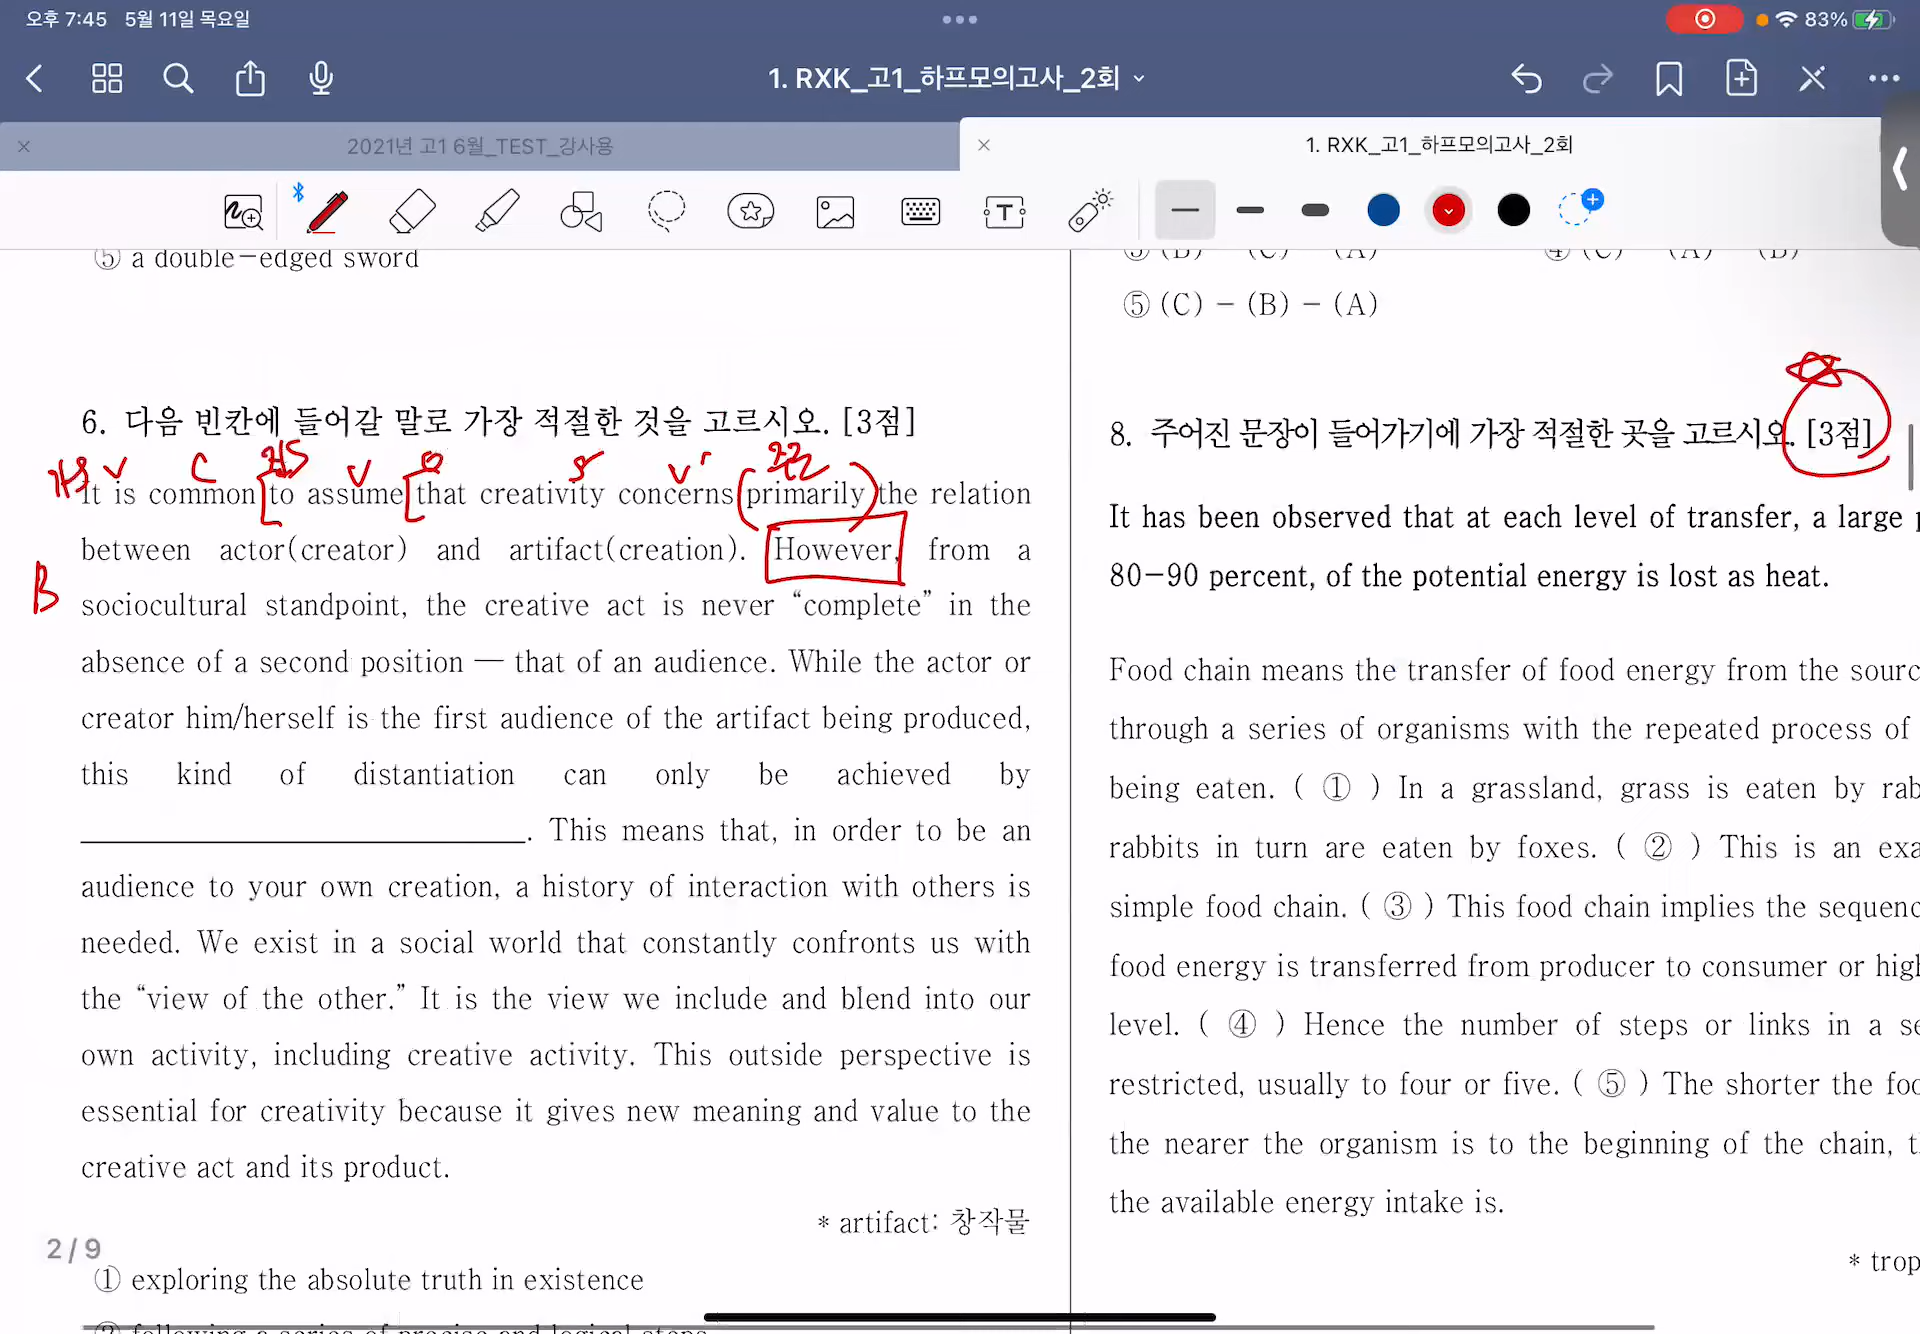 오후 7:45 5월 11일 목요일
83%
1. RXK_고1_하프모의고사_2회
2021년 고1 6월_TEST_강사용
1. RXK_고1_하프모의고사_2회
⑤ a double-edged sword
6. 다음 빈칸에 들어갈 말로 가장 적절한 것을 고르시오. [3점]
V C V O S V'
It is common to assume that creativity concerns primarily the relation
between actor(creator) and artifact(creation). However, from a
B
sociocultural standpoint, the creative act is never “complete” in the
absence of a second position — that of an audience. While the actor or
creator him/herself is the first audience of the artifact being produced,
this kind of distantiation can only be achieved by
. This means that, in order to be an
audience to your own creation, a history of interaction with others is
needed. We exist in a social world that constantly confronts us with
the “view of the other.” It is the view we include and blend into our
own activity, including creative activity. This outside perspective is
essential for creativity because it gives new meaning and value to the
creative act and its product.
* artifact: 창작물
2 / 9
① exploring the absolute truth in existence
② following a series of precise and logical steps
③ (B) - (C) - (A) ④ (C) - (A) - (B)
⑤ (C) - (B) - (A)
8. 주어진 문장이 들어가기에 가장 적절한 곳을 고르시오. [3점]
It has been observed that at each level of transfer, a large
80-90 percent, of the potential energy is lost as heat.
Food chain means the transfer of food energy from the sourc
through a series of organisms with the repeated process of
being eaten. ( ① ) In a grassland, grass is eaten by rab
rabbits in turn are eaten by foxes. ( ② ) This is an exa
simple food chain. ( ③ ) This food chain implies the sequenc
food energy is transferred from producer to consumer or high
level. ( ④ ) Hence the number of steps or links in a se
restricted, usually to four or five. ( ⑤ ) The shorter the foo
the nearer the organism is to the beginning of the chain, t
the available energy intake is.
* trop